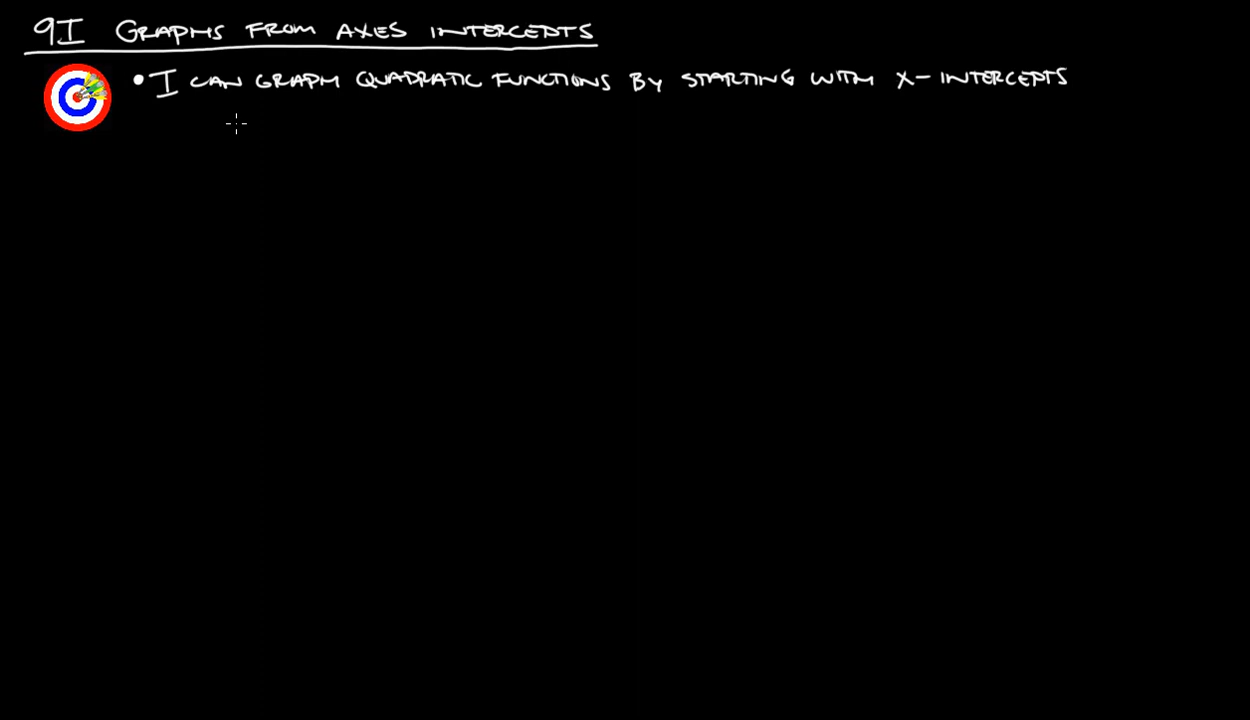 9I GRAPHS FROM AXES INTERCEPTS
• I CAN GRAPH QUADRATIC FUNCTIONS BY STARTING WITH X-INTERCEPTS